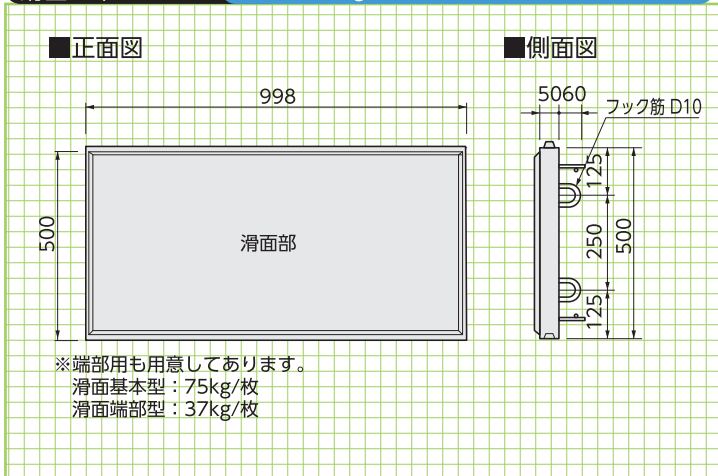 ■正面図
■側面図
998
500
滑面部
5060
フック筋 D10
125
250
500
125
※端部用も用意してあります。
滑面基本型：75kg/枚
滑面端部型：37kg/枚